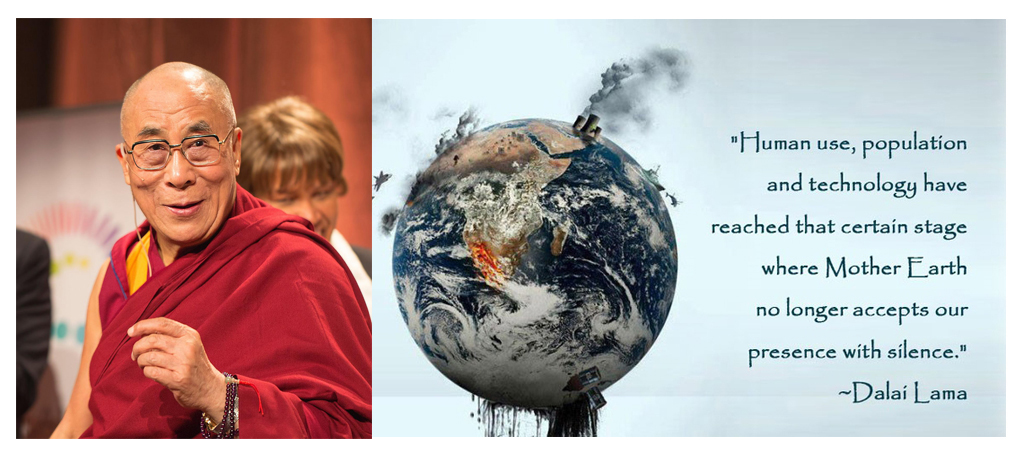 "Human use, population
and technology have
reached that certain stage
where Mother Earth
no longer accepts our
presence with silence."
~Dalai Lama